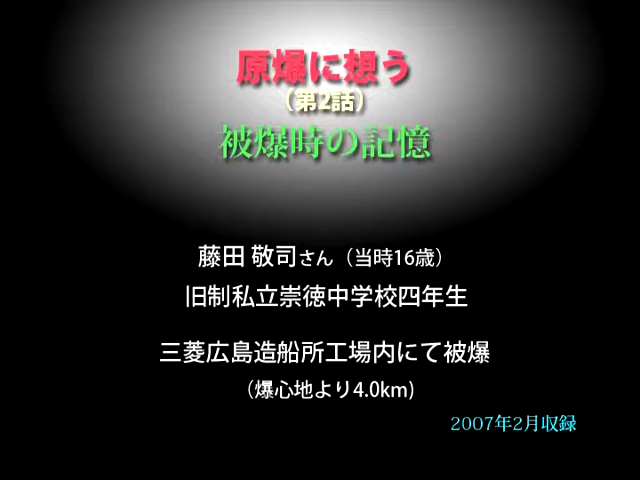 原爆に想う
（第2話）
被爆時の記憶
藤田 敬司さん（当時16歳）
旧制私立崇徳中学校四年生
三菱広島造船所工場内にて被爆
（爆心地より4.0km)
2007年2月収録